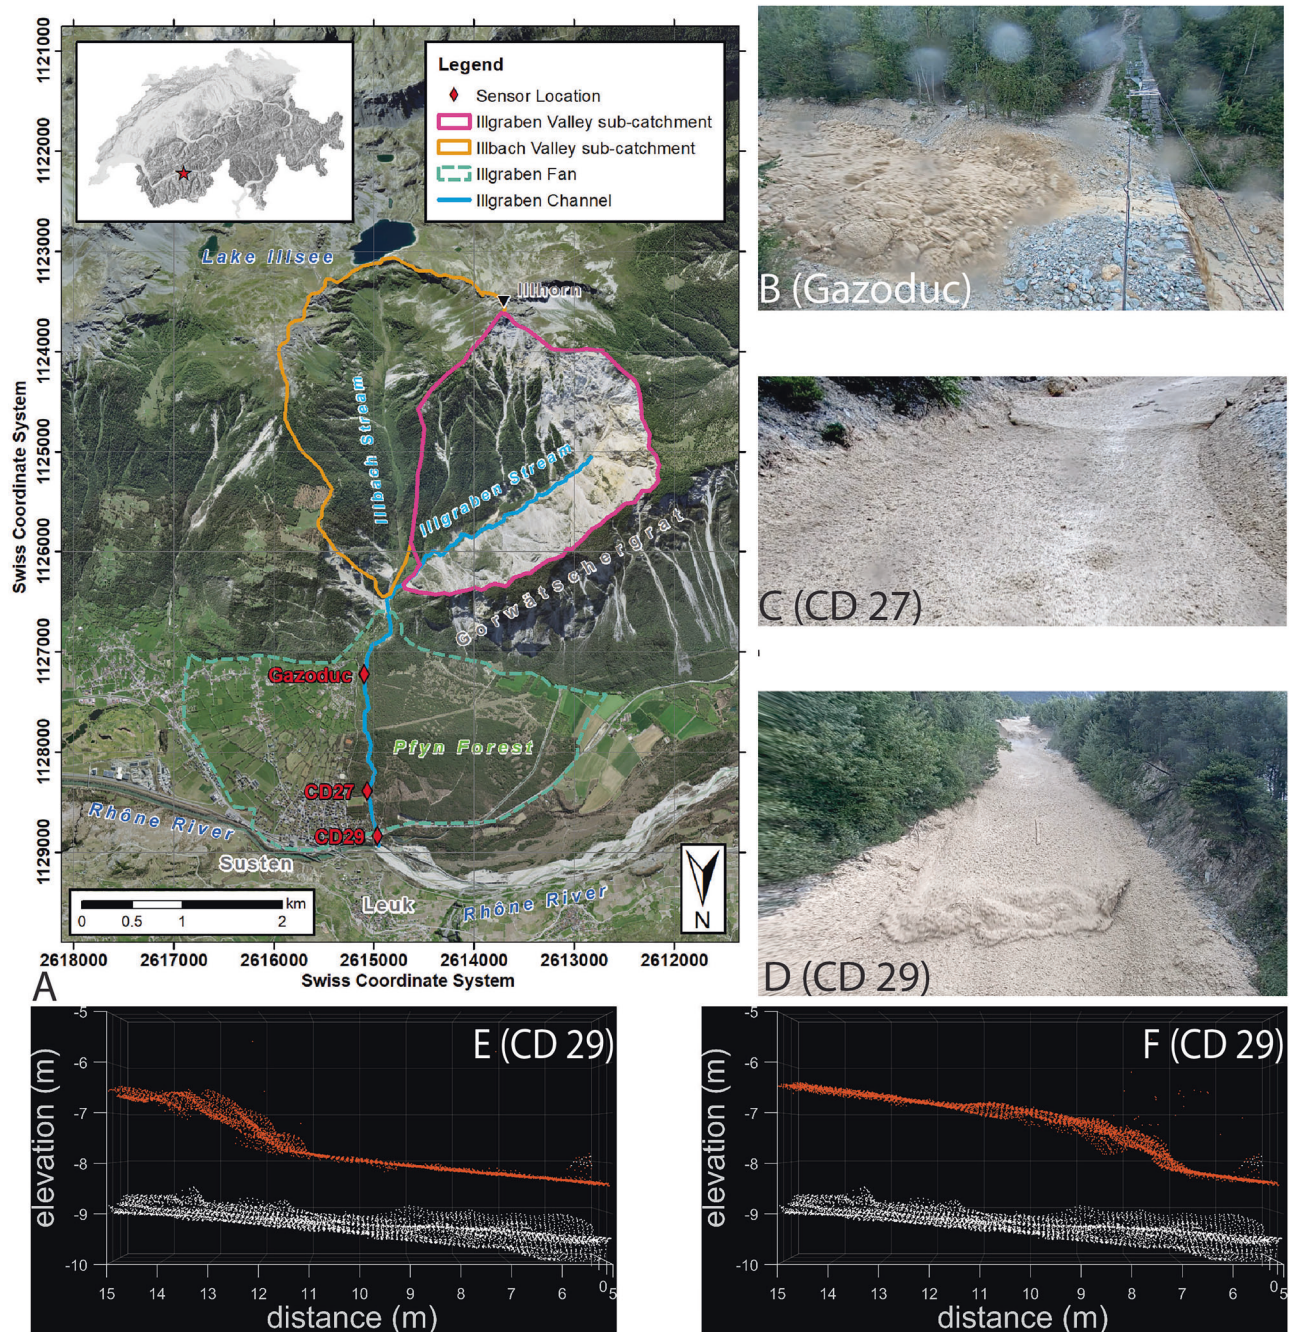 1121000
1122000
1123000
1124000
1125000
1126000
1127000
1128000
1129000
Swiss Coordinate System
Legend
Sensor Location
Illgraben Valley sub-catchment
Illbach Valley sub-catchment
Illgraben Fan
Illgraben Channel
Lake Illsee
Illhorn
Illbach Stream
Illgraben Stream
Gorwätschergrat
Gazoduc
Pfyn Forest
CD27
Rhône River
CD29
Susten
Leuk
Rhône River
km
0 0.5 1 2
N
2618000 2617000 2616000 2615000 2614000 2613000 2612000
Swiss Coordinate System
A
B (Gazoduc)
C (CD 27)
D (CD 29)
E (CD 29)
elevation (m)
-5
-6
-7
-8
-9
-10
15 14 13 12 11 10 9 8 7 6 5
0
distance (m)
F (CD 29)
elevation (m)
-5
-6
-7
-8
-9
-10
15 14 13 12 11 10 9 8 7 6 5
0
distance (m)